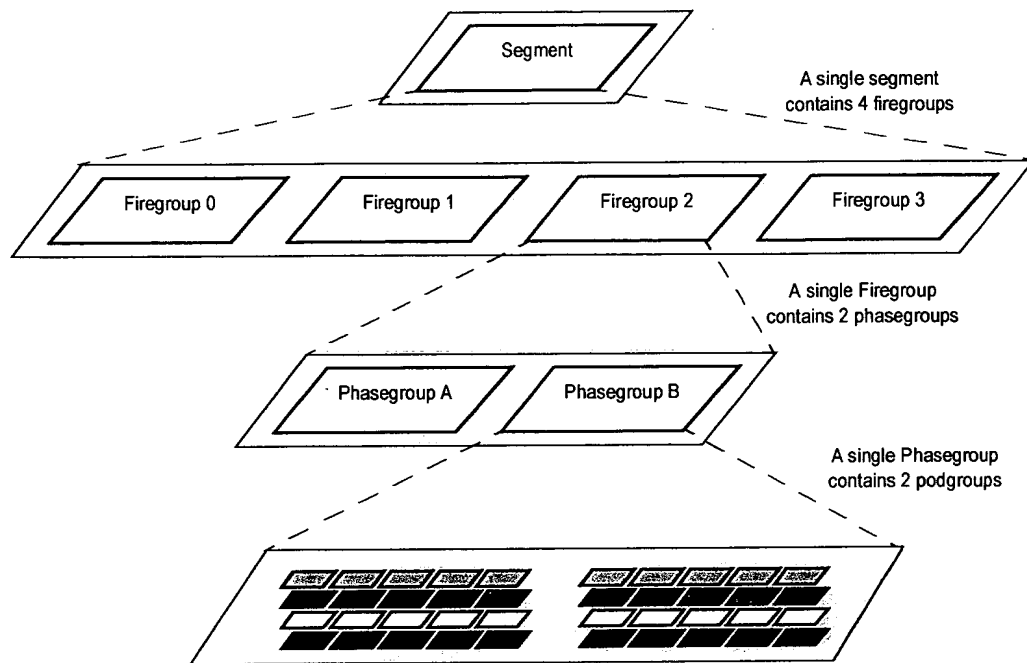 Segment
A single segment
contains 4 firegroups
Firegroup 0
Firegroup 1
Firegroup 2
Firegroup 3
A single Firegroup
contains 2 phasegroups
Phasegroup A
Phasegroup B
A single Phasegroup
contains 2 podgroups